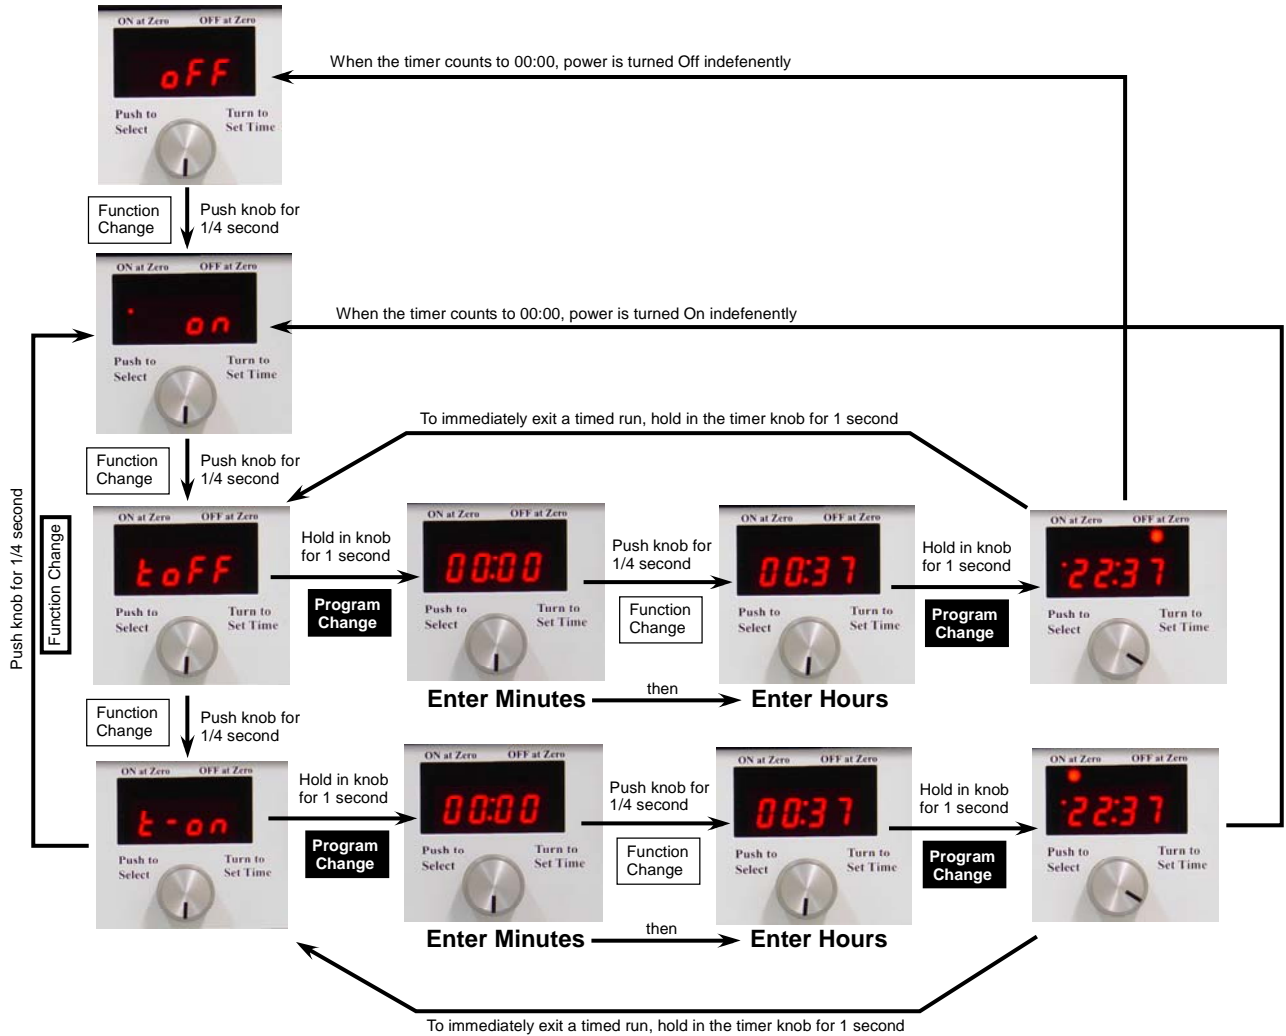 ON at Zero OFF at Zero
oFF
Push to Select
Turn to Set Time
When the timer counts to 00:00, power is turned Off indefenently
Function Change
Push knob for 1/4 second
ON at Zero OFF at Zero
on
Push to Select
Turn to Set Time
When the timer counts to 00:00, power is turned On indefenently
Function Change
Push knob for 1/4 second
To immediately exit a timed run, hold in the timer knob for 1 second
Push knob for 1/4 second
Function Change
ON at Zero OFF at Zero
toFF
Push to Select
Turn to Set Time
Hold in knob for 1 second
Program Change
ON at Zero OFF at Zero
00:00
Push to Select
Turn to Set Time
Push knob for 1/4 second
Function Change
ON at Zero OFF at Zero
00:37
Push to Select
Turn to Set Time
Hold in knob for 1 second
Program Change
ON at Zero OFF at Zero
22:37
Push to Select
Turn to Set Time
Enter Minutes
then
Enter Hours
Function Change
Push knob for 1/4 second
ON at Zero OFF at Zero
t-on
Push to Select
Turn to Set Time
Hold in knob for 1 second
Program Change
ON at Zero OFF at Zero
00:00
Push to Select
Turn to Set Time
Push knob for 1/4 second
Function Change
ON at Zero OFF at Zero
00:37
Push to Select
Turn to Set Time
Hold in knob for 1 second
Program Change
ON at Zero OFF at Zero
22:37
Push to Select
Turn to Set Time
Enter Minutes
then
Enter Hours
To immediately exit a timed run, hold in the timer knob for 1 second